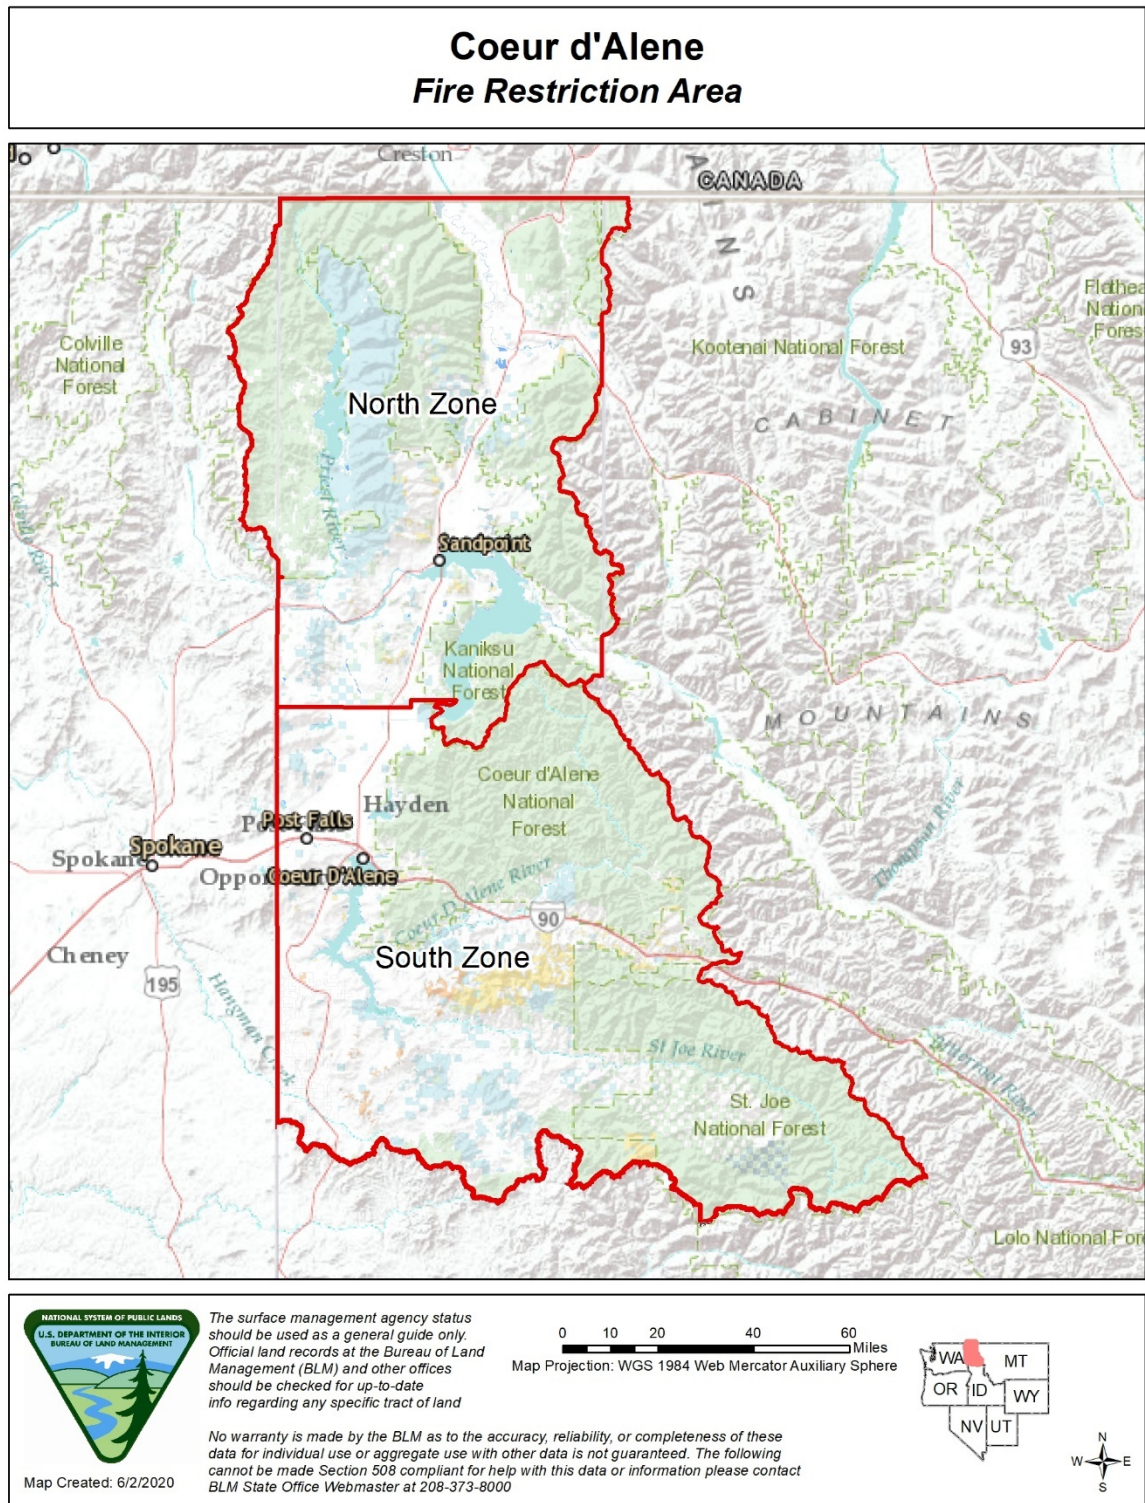 Coeur d'Alene
Fire Restriction Area
Creston
CANADA
A
I
N
S
Flathea
Nation
Fores
Colville
National
Forest
93
Kootenai National Forest
North Zone
CABINET
Priest River
Sandpoint
Kaniksu
National
Forest
MOUNTAINS
Coeur d'Alene
National
Forest
Hayden
Post Falls
Spokane
Spokane
Coeur D'Alene
Thompson River
Coeur D Alene River
90
Cheney
South Zone
195
Hangman Creek
St Joe River
Bitterroot River
St. Joe
National Forest
Lolo National Fore
NATIONAL SYSTEM OF PUBLIC LANDS
U.S. DEPARTMENT OF THE INTERIOR
BUREAU OF LAND MANAGEMENT
Map Created: 6/2/2020
The surface management agency status
should be used as a general guide only.
Official land records at the Bureau of Land
Management (BLM) and other offices
should be checked for up-to-date
info regarding any specific tract of land
No warranty is made by the BLM as to the accuracy, reliability, or completeness of these
data for individual use or aggregate use with other data is not guaranteed. The following
cannot be made Section 508 compliant for help with this data or information please contact
BLM State Office Webmaster at 208-373-8000
0 10 20 40 60
Miles
Map Projection: WGS 1984 Web Mercator Auxiliary Sphere
WA MT
OR ID WY
NV UT
N
W E
S